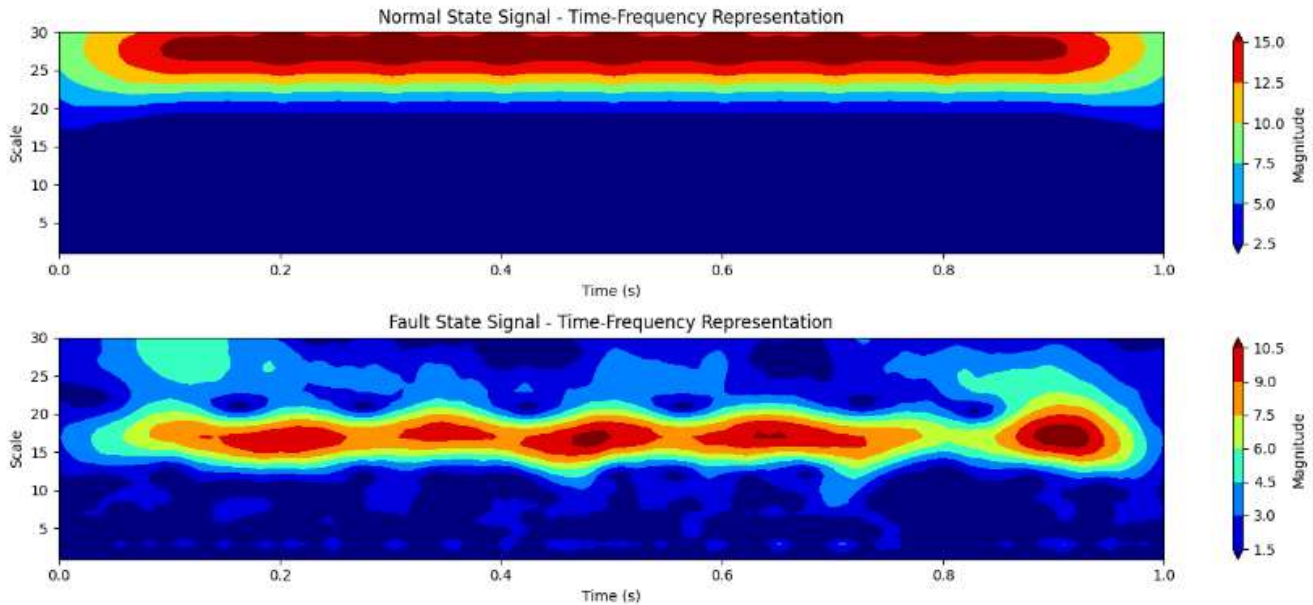 Normal State Signal - Time-Frequency Representation
30
25
20
15
10
5
Scale
0.0 0.2 0.4 0.6 0.8 1.0
Time (s)
15.0
12.5
10.0
7.5
5.0
2.5
Magnitude
Fault State Signal - Time-Frequency Representation
30
25
20
15
10
5
Scale
0.0 0.2 0.4 0.6 0.8 1.0
Time (s)
10.5
9.0
7.5
6.0
4.5
3.0
1.5
Magnitude